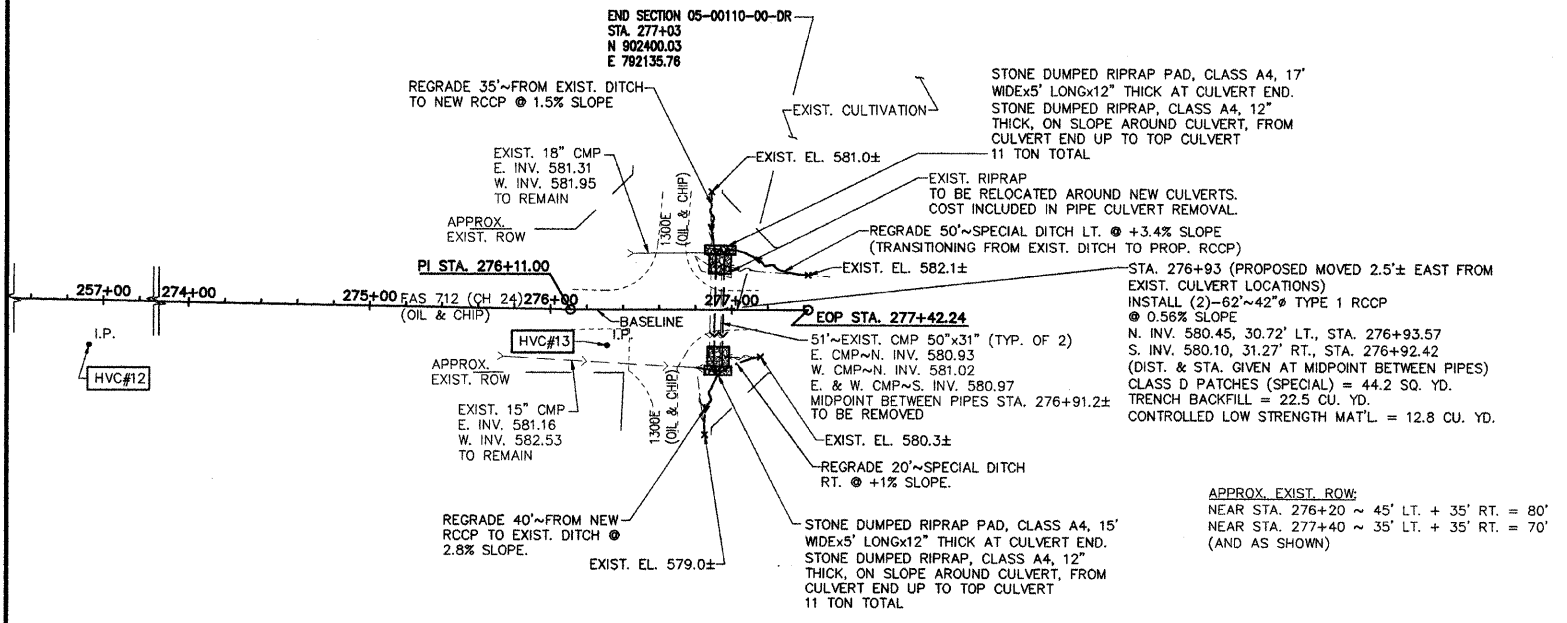 END SECTION 05-00110-00-DR
STA. 277+03
N 902400.03
E 792135.76
REGRADE 35'~FROM EXIST. DITCH
TO NEW RCCP @ 1.5% SLOPE
EXIST. CULTIVATION
STONE DUMPED RIPRAP PAD, CLASS A4, 17'
WIDEx5' LONGx12" THICK AT CULVERT END.
STONE DUMPED RIPRAP, CLASS A4, 12"
THICK, ON SLOPE AROUND CULVERT, FROM
CULVERT END UP TO TOP CULVERT
11 TON TOTAL
EXIST. 18" CMP
E. INV. 581.31
W. INV. 581.95
TO REMAIN
EXIST. EL. 581.0±
EXIST. RIPRAP
TO BE RELOCATED AROUND NEW CULVERTS.
COST INCLUDED IN PIPE CULVERT REMOVAL.
APPROX.
EXIST. ROW
1300E
(OIL & CHIP)
REGRADE 50'~SPECIAL DITCH LT. @ +3.4% SLOPE
(TRANSITIONING FROM EXIST. DITCH TO PROP. RCCP)
PI STA. 276+11.00
EXIST. EL. 582.1±
STA. 276+93 (PROPOSED MOVED 2.5'± EAST FROM
EXIST. CULVERT LOCATIONS)
INSTALL (2)-62'~42"ø TYPE 1 RCCP
@ 0.56% SLOPE
N. INV. 580.45, 30.72' LT., STA. 276+93.57
S. INV. 580.10, 31.27' RT., STA. 276+92.42
(DIST. & STA. GIVEN AT MIDPOINT BETWEEN PIPES)
CLASS D PATCHES (SPECIAL) = 44.2 SQ. YD.
TRENCH BACKFILL = 22.5 CU. YD.
CONTROLLED LOW STRENGTH MAT'L. = 12.8 CU. YD.
257+00
274+00
275+00
FAS 712 (CH 24)
(OIL & CHIP)
276+00
277+00
BASELINE
EOP STA. 277+42.24
I.P.
HVC#12
HVC#13
I.P.
51'~EXIST. CMP 50"x31" (TYP. OF 2)
E. CMP~N. INV. 580.93
W. CMP~N. INV. 581.02
E. & W. CMP~S. INV. 580.97
MIDPOINT BETWEEN PIPES STA. 276+91.2±
TO BE REMOVED
APPROX.
EXIST. ROW
EXIST. 15" CMP
E. INV. 581.16
W. INV. 582.53
TO REMAIN
1300E
(OIL & CHIP)
EXIST. EL. 580.3±
REGRADE 20'~SPECIAL DITCH
RT. @ +1% SLOPE.
REGRADE 40'~FROM NEW
RCCP TO EXIST. DITCH @
2.8% SLOPE.
EXIST. EL. 579.0±
STONE DUMPED RIPRAP PAD, CLASS A4, 15'
WIDEx5' LONGx12" THICK AT CULVERT END.
STONE DUMPED RIPRAP, CLASS A4, 12"
THICK, ON SLOPE AROUND CULVERT, FROM
CULVERT END UP TO TOP CULVERT
11 TON TOTAL
APPROX. EXIST. ROW:
NEAR STA. 276+20 ~ 45' LT. + 35' RT. = 80'
NEAR STA. 277+40 ~ 35' LT. + 35' RT. = 70'
(AND AS SHOWN)